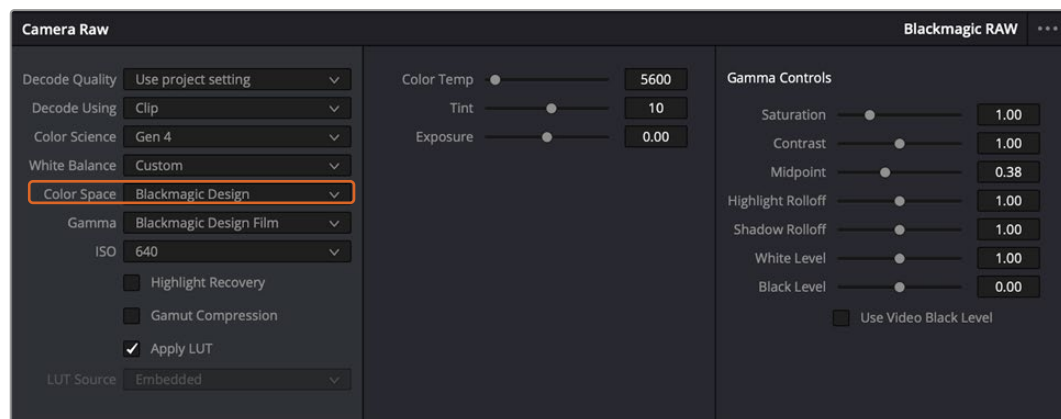 Camera Raw
Blackmagic RAW
Decode Quality Use project setting
Decode Using Clip
Color Science Gen 4
White Balance Custom
Color Space Blackmagic Design
Gamma Blackmagic Design Film
ISO 640
Highlight Recovery
Gamut Compression
Apply LUT
LUT Source Embedded
Color Temp 5600
Tint 10
Exposure 0.00
Gamma Controls
Saturation 1.00
Contrast 1.00
Midpoint 0.38
Highlight Rolloff 1.00
Shadow Rolloff 1.00
White Level 1.00
Black Level 0.00
Use Video Black Level